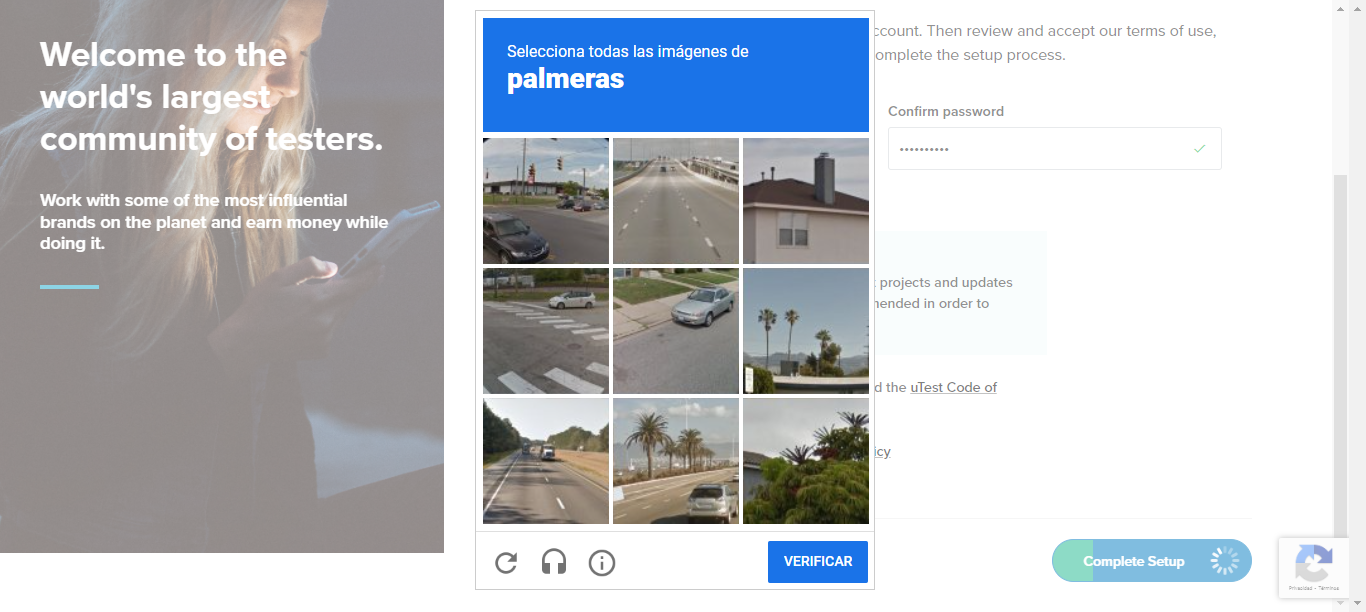 Welcome to the
world's largest
community of testers.
Work with some of the most influential
brands on the planet and earn money while
doing it.
Selecciona todas las imágenes de
palmeras
VERIFICAR
ccount. Then review and accept our terms of use,
omplete the setup process.
Confirm password
••••••••••
projects and updates
mended in order to
d the uTest Code of
icy
Complete Setup
Privacidad - Términos